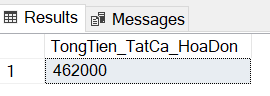 Results Messages
TongTien_TatCa_HoaDon
1 462000